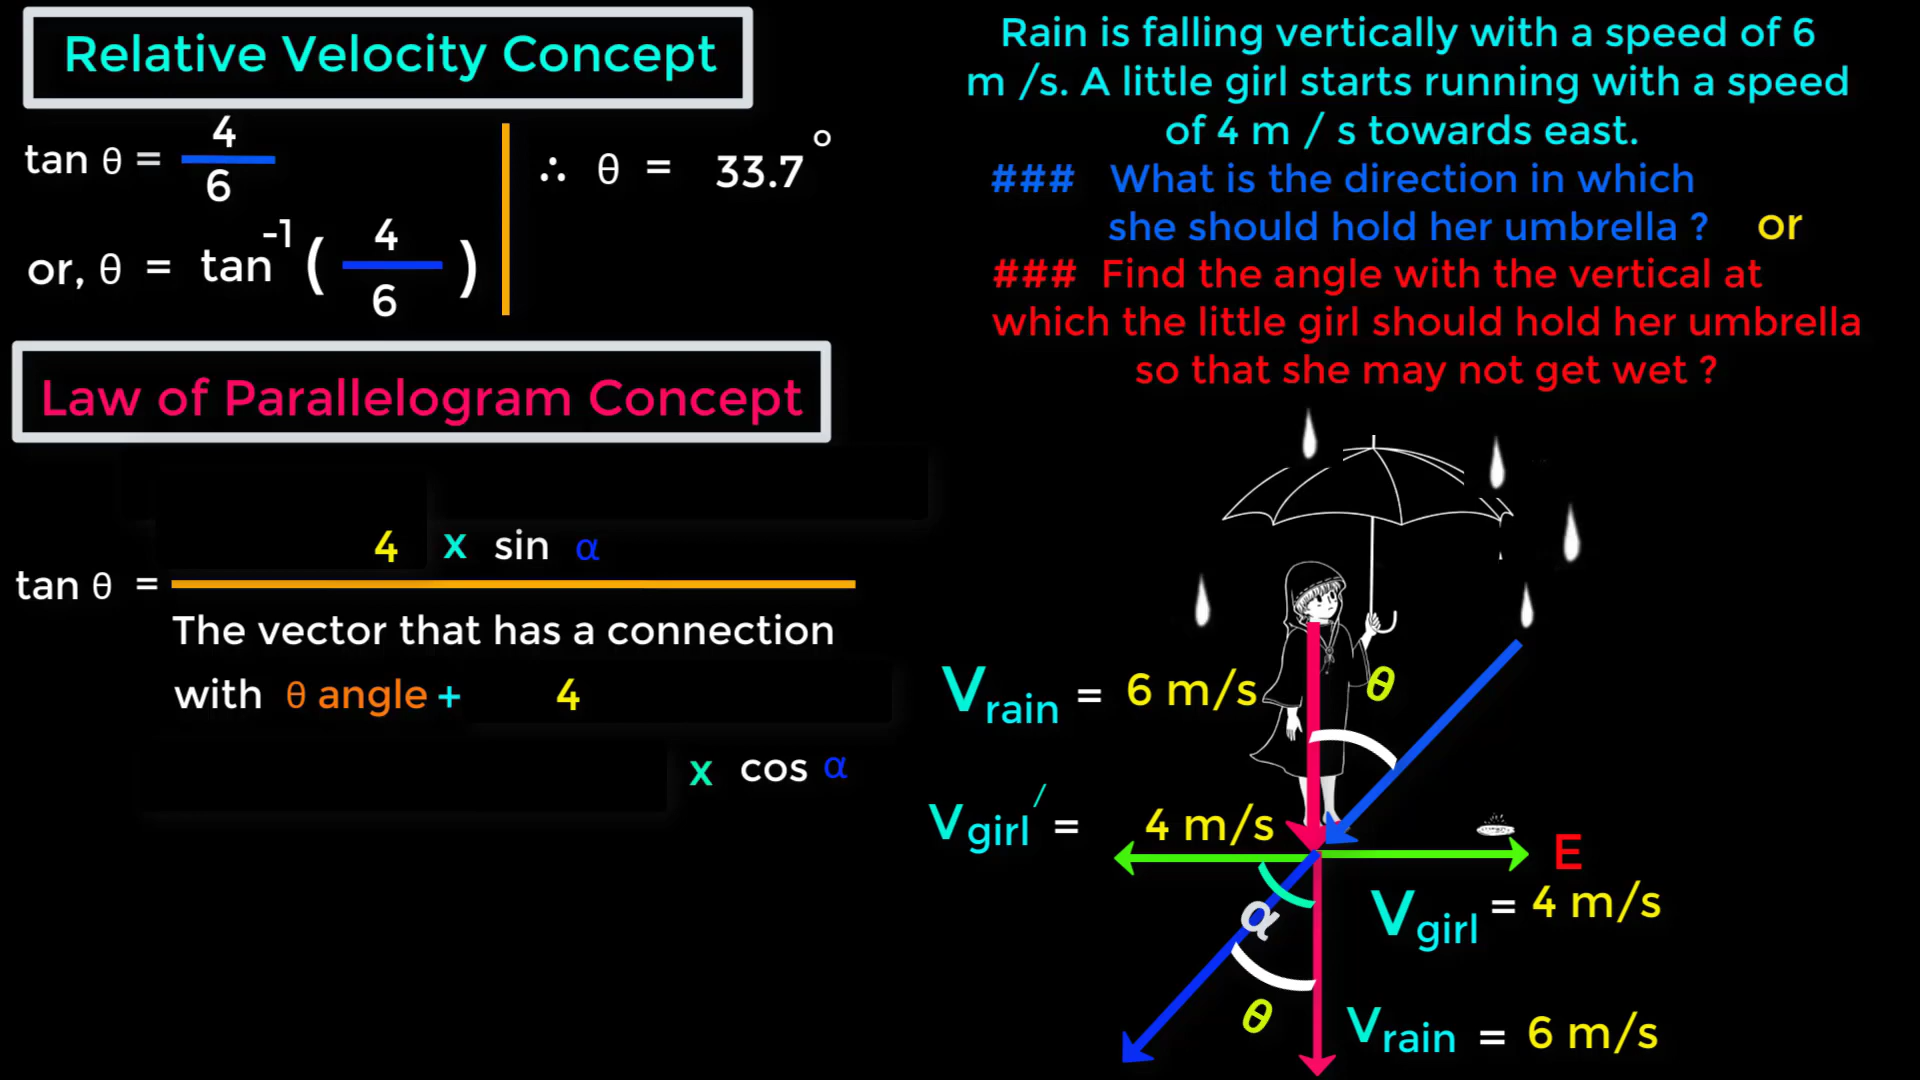 Relative Velocity Concept
tan θ = 4
6
or, θ = tan -1 ( 4 )
6
∴ θ = 33.7 °
Law of Parallelogram Concept
4 x sin α
tan θ =
The vector that has a connection
with θ angle + 4
x cos α
Rain is falling vertically with a speed of 6
m /s. A little girl starts running with a speed
of 4 m / s towards east.
### What is the direction in which
she should hold her umbrella ? or
### Find the angle with the vertical at
which the little girl should hold her umbrella
so that she may not get wet ?
θ
Vrain = 6 m/s
Vgirl/ = 4 m/s
E
Vgirl = 4 m/s
α
θ
Vrain = 6 m/s